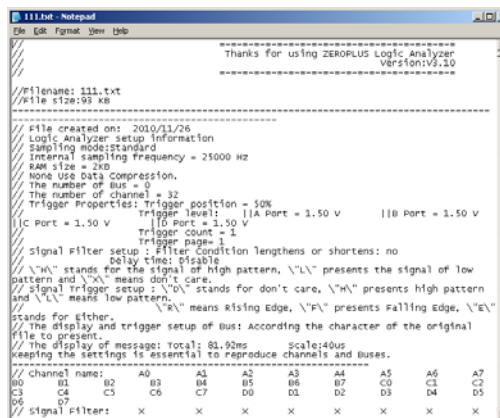 111.txt - Notepad
File Edit Format View Help
// =-=-=-=-=-=-=-=-=-=-=-=-=-=-=-=-=-=-=-=
// Thanks for using ZEROPLUS Logic Analyzer
// Version:V3.10
// =-=-=-=-=-=-=-=-=-=-=-=-=-=-=-=-=-=-=-=
//Filename: 111.txt
//File size:93 KB
// File created on: 2010/11/26
// Logic Analyzer setup information
// Sampling mode:Standard
// Internal sampling frequency = 25000 Hz
// RAM size = 2KB
// None Use Data Compression.
// The number of Bus = 0
// The number of channel = 32
// Trigger Properties: Trigger position = 50%
// Trigger level: ||A Port = 1.50 V ||B Port = 1.50 V
||C Port = 1.50 V ||D Port = 1.50 V
// Trigger count = 1
// Trigger page= 1
// Signal Filter setup : Filter Condition lengthens or shortens: no
// Delay time: Disable
// \"H\" stands for the signal of high pattern, \"L\" presents the signal of low
pattern and \"X\" means don't care.
// Signal Trigger setup : \"D\" stands for don't care, \"H\" presents high pattern
and \"L\" means low pattern.
// \"R\" means Rising Edge, \"F\" presents Falling Edge, \"E\"
stands for Either.
// The display and trigger setup of Bus: According the character of the original
file to present.
// The display of message: Total: 81.92ms Scale:40us
Keeping the settings is essential to reproduce channels and Buses.
// Channel name: A0 A1 A2 A3 A4 A5 A6 A7
B0 B1 B2 B3 B4 B5 B6 B7 C0 C1 C2
C3 C4 C5 C6 C7 D0 D1 D2 D3 D4 D5
D6 D7
// Signal Filter: X X X X X X X X